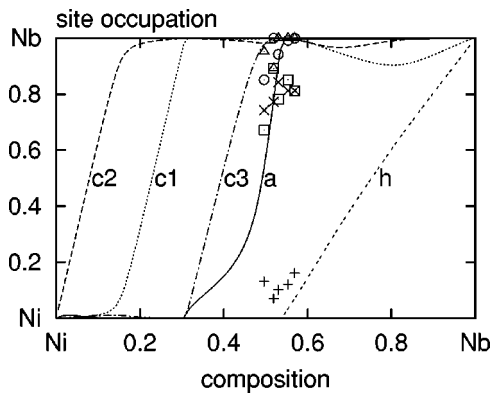 site occupation
Nb
0.8
0.6
0.4
0.2
Ni
c2 c1 c3 a h
Ni 0.2 0.4 0.6 0.8 Nb
composition